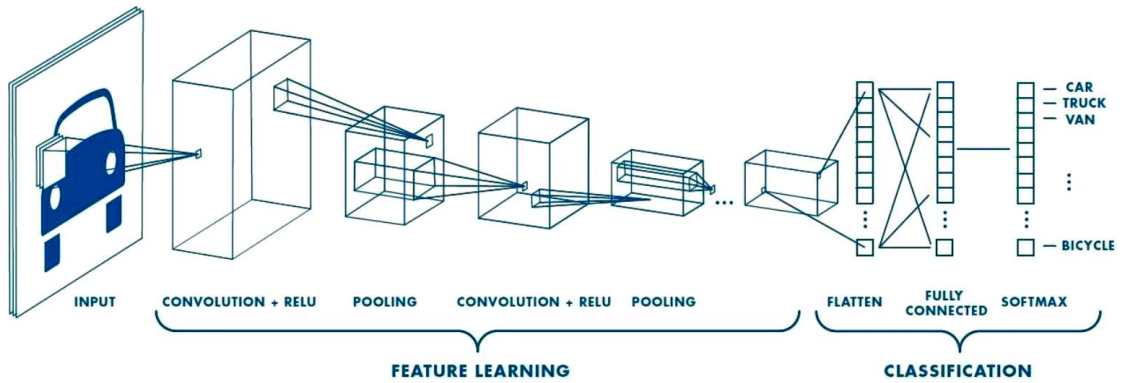 CAR
TRUCK
VAN
BICYCLE
INPUT
CONVOLUTION + RELU
POOLING
CONVOLUTION + RELU
POOLING
FLATTEN
FULLY
CONNECTED
SOFTMAX
FEATURE LEARNING
CLASSIFICATION